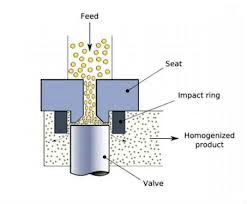 Feed
Seat
Impact ring
Homogenized
product
Valve